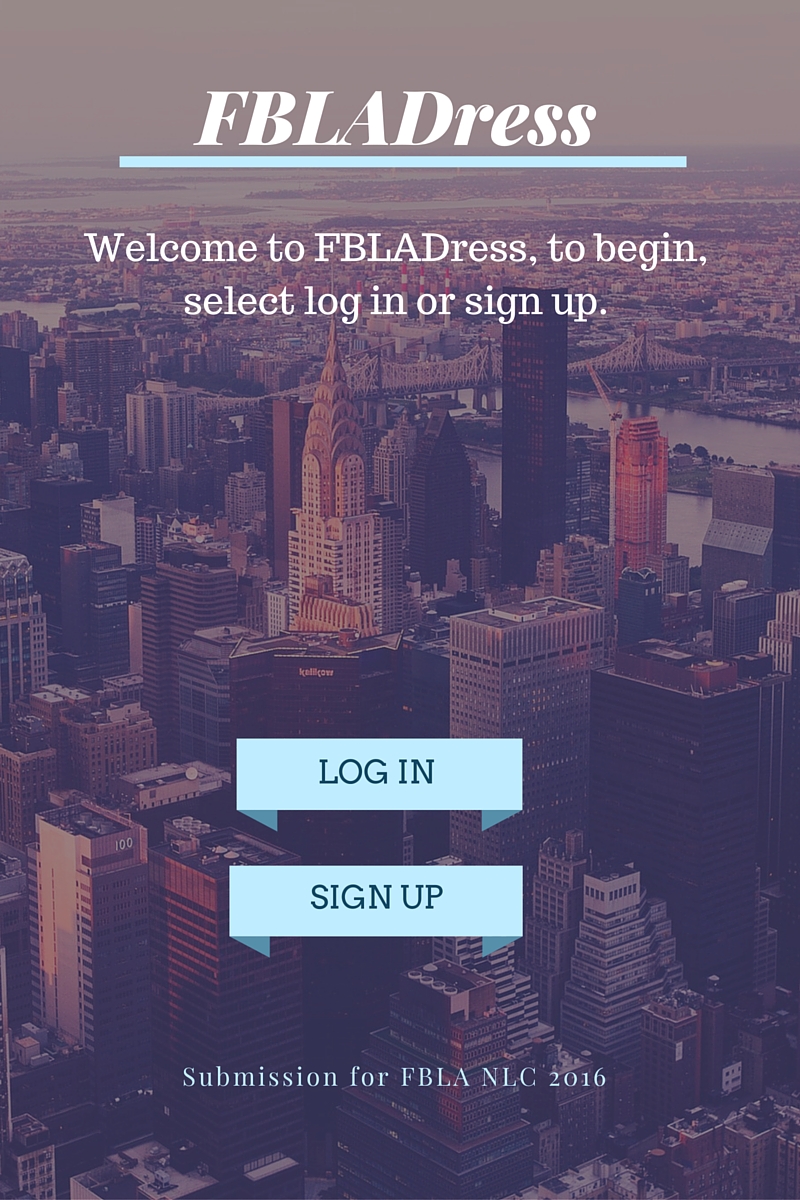 FBLADress
Welcome to FBLADress, to begin,
select log in or sign up.
LOG IN
100
SIGN UP
Submission for FBLA NLC 2016